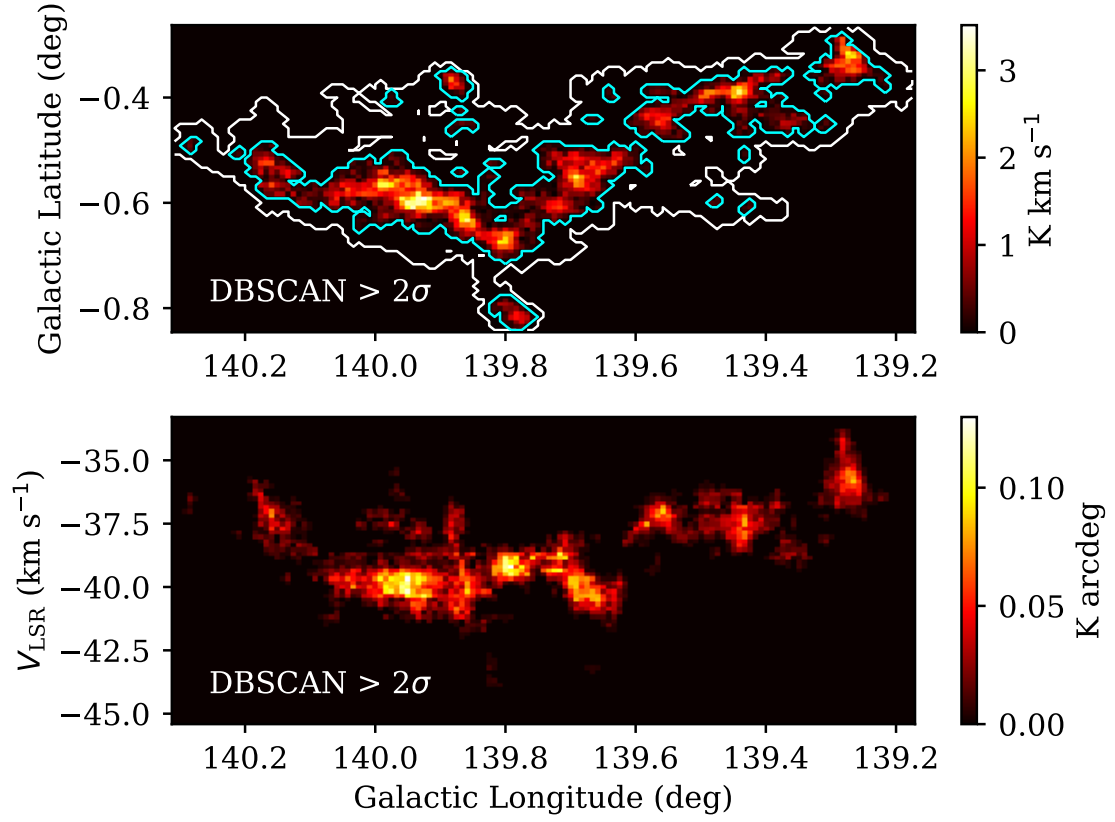 Galactic Latitude (deg)
−0.4
−0.6
−0.8
DBSCAN > 2σ
140.2 140.0 139.8 139.6 139.4 139.2
3
2
1
0
K km s⁻¹
V_LSR (km s⁻¹)
−35.0
−37.5
−40.0
−42.5
−45.0
DBSCAN > 2σ
140.2 140.0 139.8 139.6 139.4 139.2
Galactic Longitude (deg)
0.10
0.05
0.00
K arcdeg